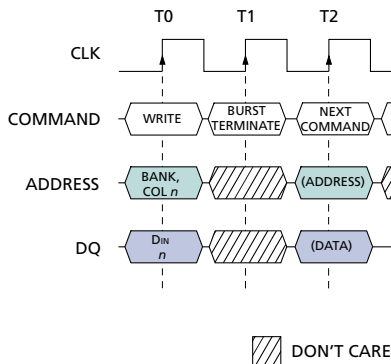 T0 T1 T2
CLK
COMMAND WRITE BURST TERMINATE NEXT COMMAND
ADDRESS BANK, COL n (ADDRESS)
DQ DIN n (DATA)
DON'T CARE